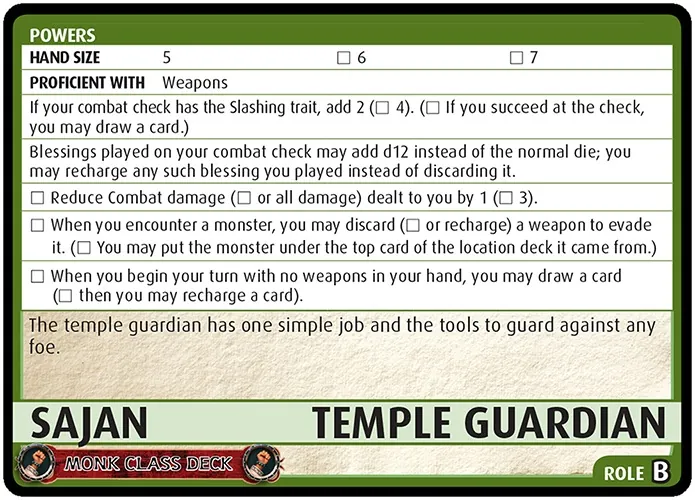 POWERS
HAND SIZE 5 □ 6 □ 7
PROFICIENT WITH Weapons
If your combat check has the Slashing trait, add 2 (□ 4). (□ If you succeed at the check,
you may draw a card.)
Blessings played on your combat check may add d12 instead of the normal die; you
may recharge any such blessing you played instead of discarding it.
□ Reduce Combat damage (□ or all damage) dealt to you by 1 (□ 3).
□ When you encounter a monster, you may discard (□ or recharge) a weapon to evade
it. (□ You may put the monster under the top card of the location deck it came from.)
□ When you begin your turn with no weapons in your hand, you may draw a card
(□ then you may recharge a card).
The temple guardian has one simple job and the tools to guard against any
foe.
SAJAN TEMPLE GUARDIAN
MONK CLASS DECK
ROLE B